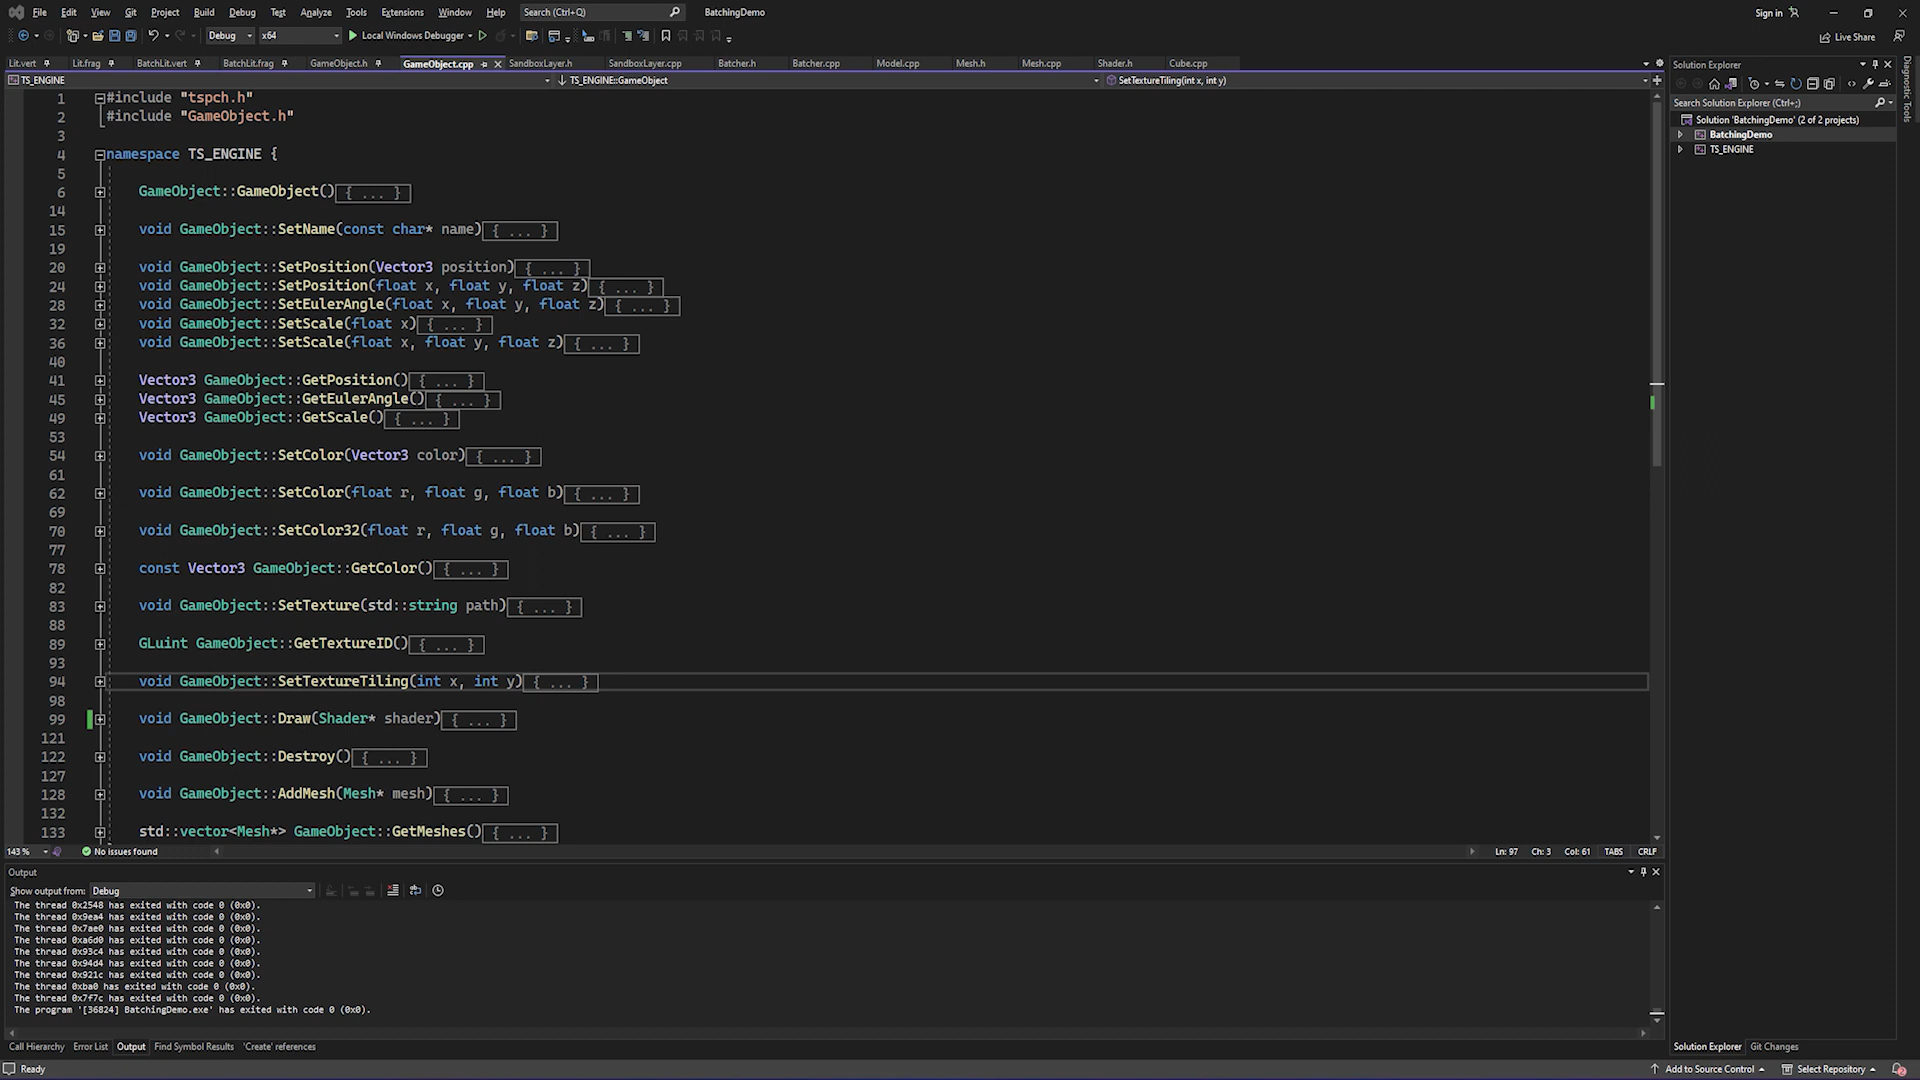 File Edit View Git Project Build Debug Test Analyze Tools Extensions Window Help Search (Ctrl+Q) BatchingDemo Sign in
Debug x64 Local Windows Debugger Live Share
Lit.vert Lit.frag BatchLit.vert BatchLit.frag GameObject.h GameObject.cpp SandboxLayer.h SandboxLayer.cpp Batcher.h Batcher.cpp Model.cpp Mesh.h Mesh.cpp Shader.h Cube.cpp
TS_ENGINE TS_ENGINE::GameObject SetTextureTiling(int x, int y)
1 #include "tspch.h"
2 #include "GameObject.h"
3
4 namespace TS_ENGINE {
5
6 GameObject::GameObject(){ ... }
14
15 void GameObject::SetName(const char* name){ ... }
19
20 void GameObject::SetPosition(Vector3 position){ ... }
24 void GameObject::SetPosition(float x, float y, float z){ ... }
28 void GameObject::SetEulerAngle(float x, float y, float z){ ... }
32 void GameObject::SetScale(float x){ ... }
36 void GameObject::SetScale(float x, float y, float z){ ... }
40
41 Vector3 GameObject::GetPosition(){ ... }
45 Vector3 GameObject::GetEulerAngle(){ ... }
49 Vector3 GameObject::GetScale(){ ... }
53
54 void GameObject::SetColor(Vector3 color){ ... }
61
62 void GameObject::SetColor(float r, float g, float b){ ... }
69
70 void GameObject::SetColor32(float r, float g, float b){ ... }
77
78 const Vector3 GameObject::GetColor(){ ... }
82
83 void GameObject::SetTexture(std::string path){ ... }
88
89 GLuint GameObject::GetTextureID(){ ... }
93
94 void GameObject::SetTextureTiling(int x, int y){ ... }
98
99 void GameObject::Draw(Shader* shader){ ... }
121
122 void GameObject::Destroy(){ ... }
127
128 void GameObject::AddMesh(Mesh* mesh){ ... }
132
133 std::vector<Mesh*> GameObject::GetMeshes(){ ... }
143 % No issues found Ln: 97 Ch: 3 Col: 61 TABS CRLF
Output
Show output from: Debug
The thread 0x2548 has exited with code 0 (0x0).
The thread 0x9ea4 has exited with code 0 (0x0).
The thread 0x7ae0 has exited with code 0 (0x0).
The thread 0xa6d0 has exited with code 0 (0x0).
The thread 0x93c4 has exited with code 0 (0x0).
The thread 0x94d4 has exited with code 0 (0x0).
The thread 0x921c has exited with code 0 (0x0).
The thread 0xba0 has exited with code 0 (0x0).
The thread 0x7f7c has exited with code 0 (0x0).
The program '[36824] BatchingDemo.exe' has exited with code 0 (0x0).
Call Hierarchy Error List Output Find Symbol Results 'Create' references
Solution Explorer
Search Solution Explorer (Ctrl+;)
Solution 'BatchingDemo' (2 of 2 projects)
BatchingDemo
TS_ENGINE
Solution Explorer Git Changes
Diagnostic Tools
Ready Add to Source Control Select Repository